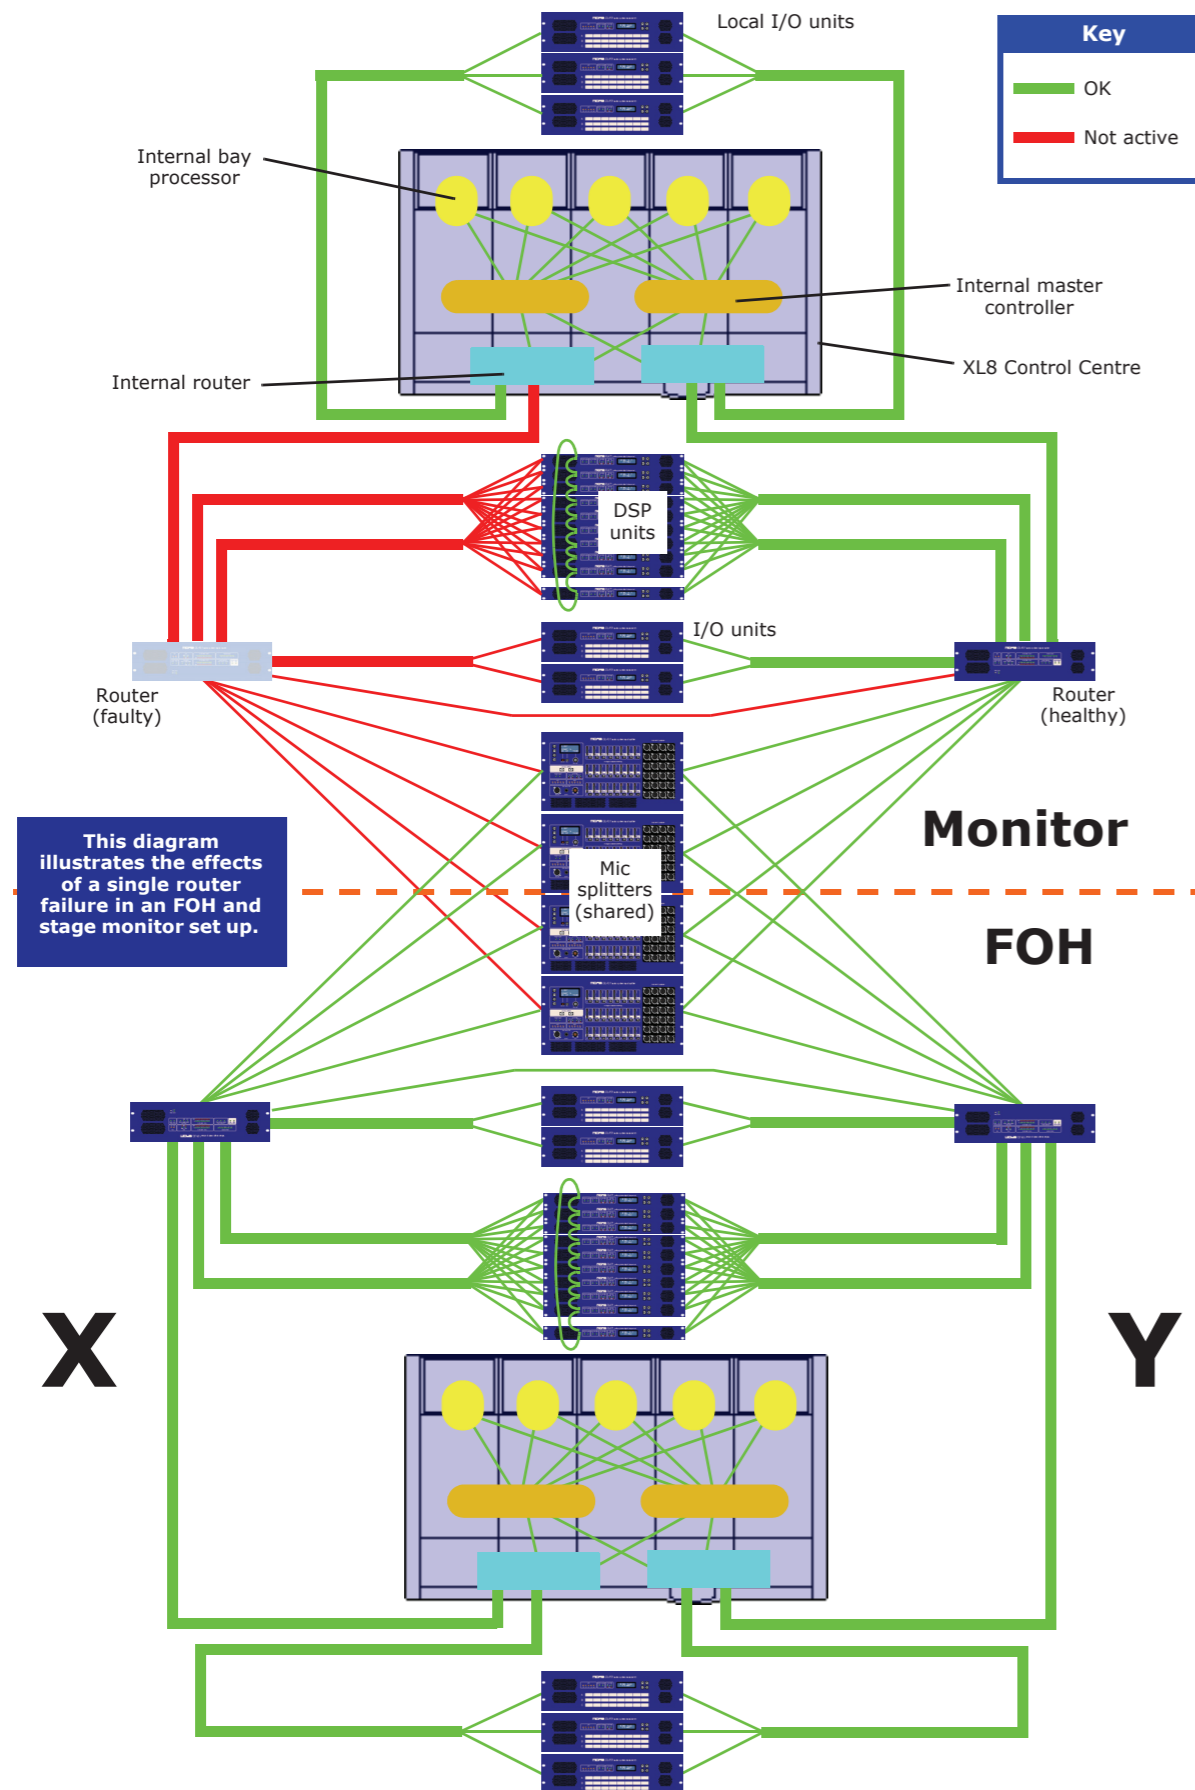 Local I/O units
Key
OK
Not active
Internal bay
processor
Internal master
controller
XL8 Control Centre
Internal router
DSP
units
I/O units
Router
(faulty)
Router
(healthy)
Monitor
This diagram
illustrates the effects
of a single router
failure in an FOH and
stage monitor set up.
Mic
splitters
(shared)
FOH
X
Y